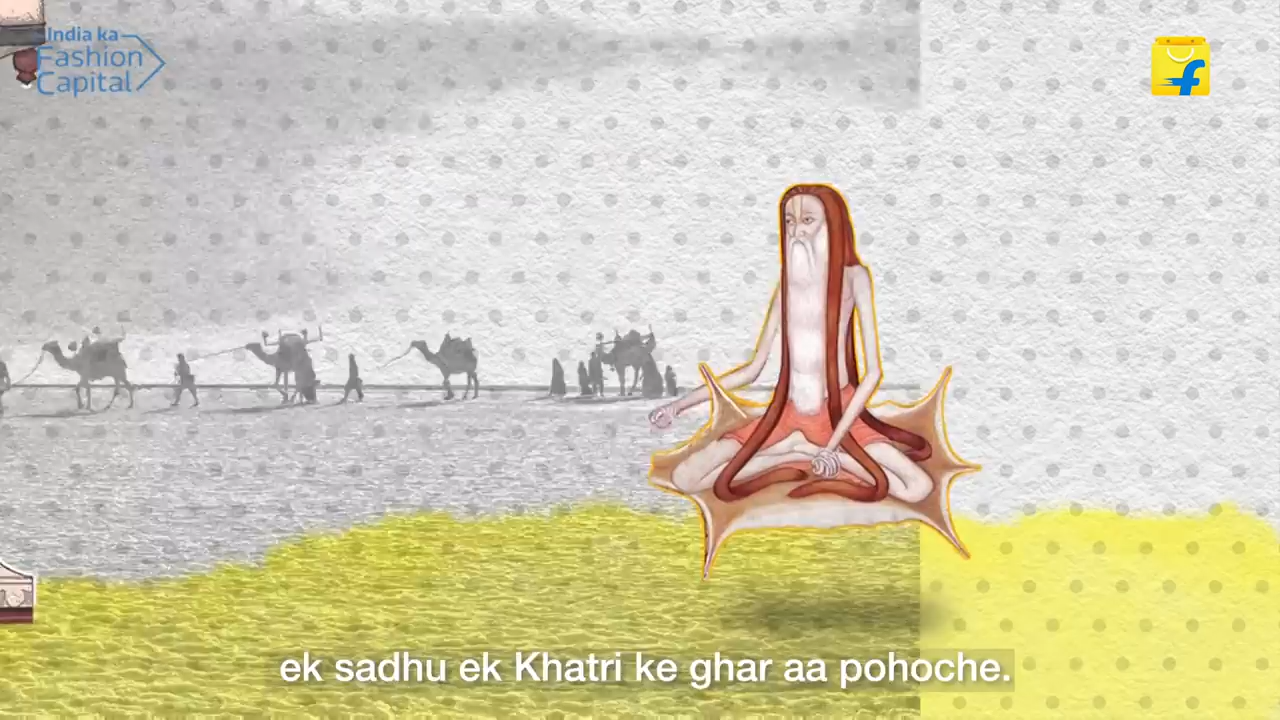 India ka
Fashion
Capital
f
ek sadhu ek Khatri ke ghar aa pohoche.